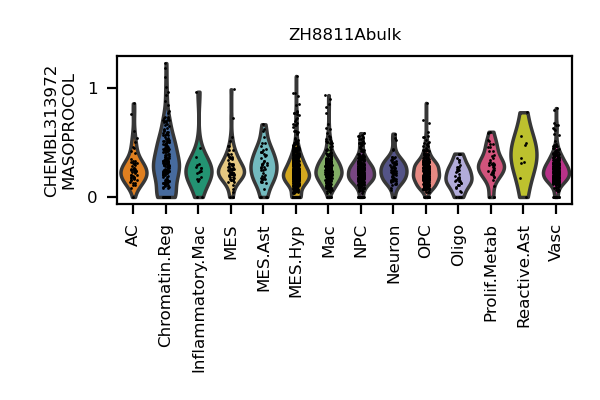 ZH8811Abulk
CHEMBL313972
MASOPROCOL
1
0
AC
Chromatin.Reg
Inflammatory.Mac
MES
MES.Ast
MES.Hyp
Mac
NPC
Neuron
OPC
Oligo
Prolif.Metab
Reactive.Ast
Vasc